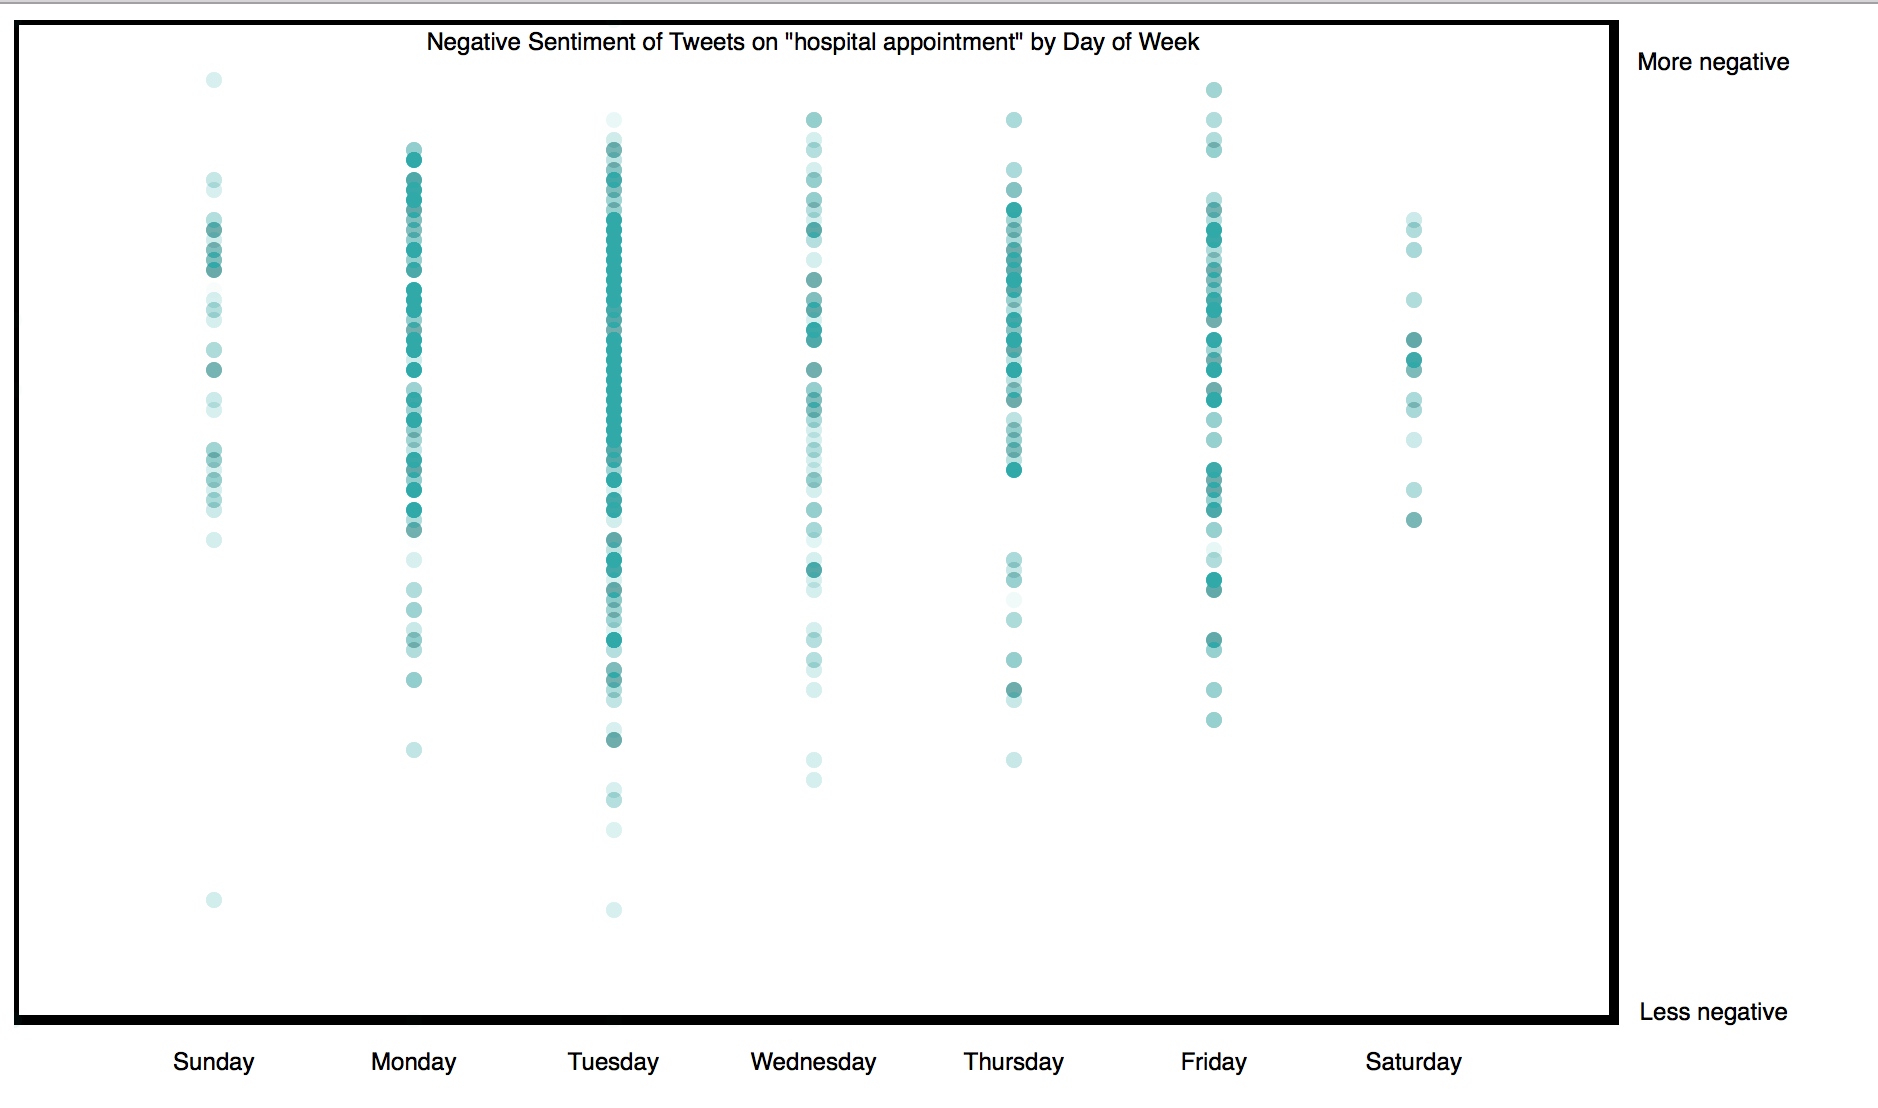 Negative Sentiment of Tweets on "hospital appointment" by Day of Week
More negative
Less negative
Sunday Monday Tuesday Wednesday Thursday Friday Saturday